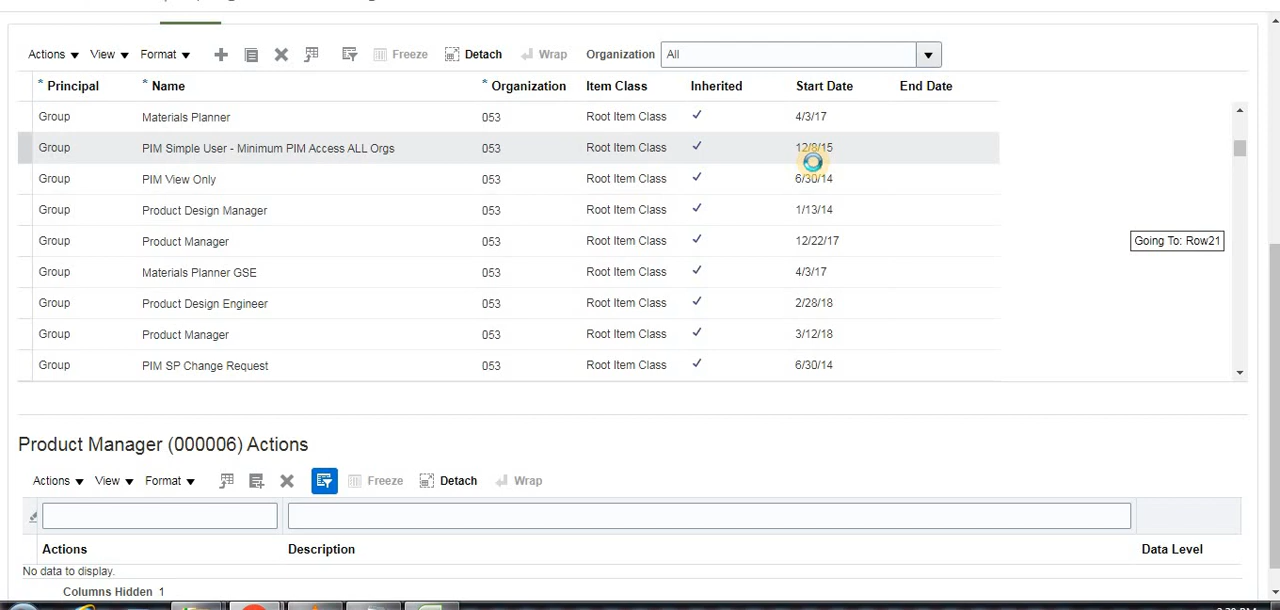 Actions View Format Freeze Detach Wrap Organization All
* Principal * Name * Organization Item Class Inherited Start Date End Date
Group Materials Planner 053 Root Item Class ✓ 4/3/17
Group PIM Simple User - Minimum PIM Access ALL Orgs 053 Root Item Class ✓ 12/8/15
Group PIM View Only 053 Root Item Class ✓ 6/30/14
Group Product Design Manager 053 Root Item Class ✓ 1/13/14
Group Product Manager 053 Root Item Class ✓ 12/22/17
Going To: Row21
Group Materials Planner GSE 053 Root Item Class ✓ 4/3/17
Group Product Design Engineer 053 Root Item Class ✓ 2/28/18
Group Product Manager 053 Root Item Class ✓ 3/12/18
Group PIM SP Change Request 053 Root Item Class ✓ 6/30/14
Product Manager (000006) Actions
Actions View Format Freeze Detach Wrap
Actions Description Data Level
No data to display.
Columns Hidden 1